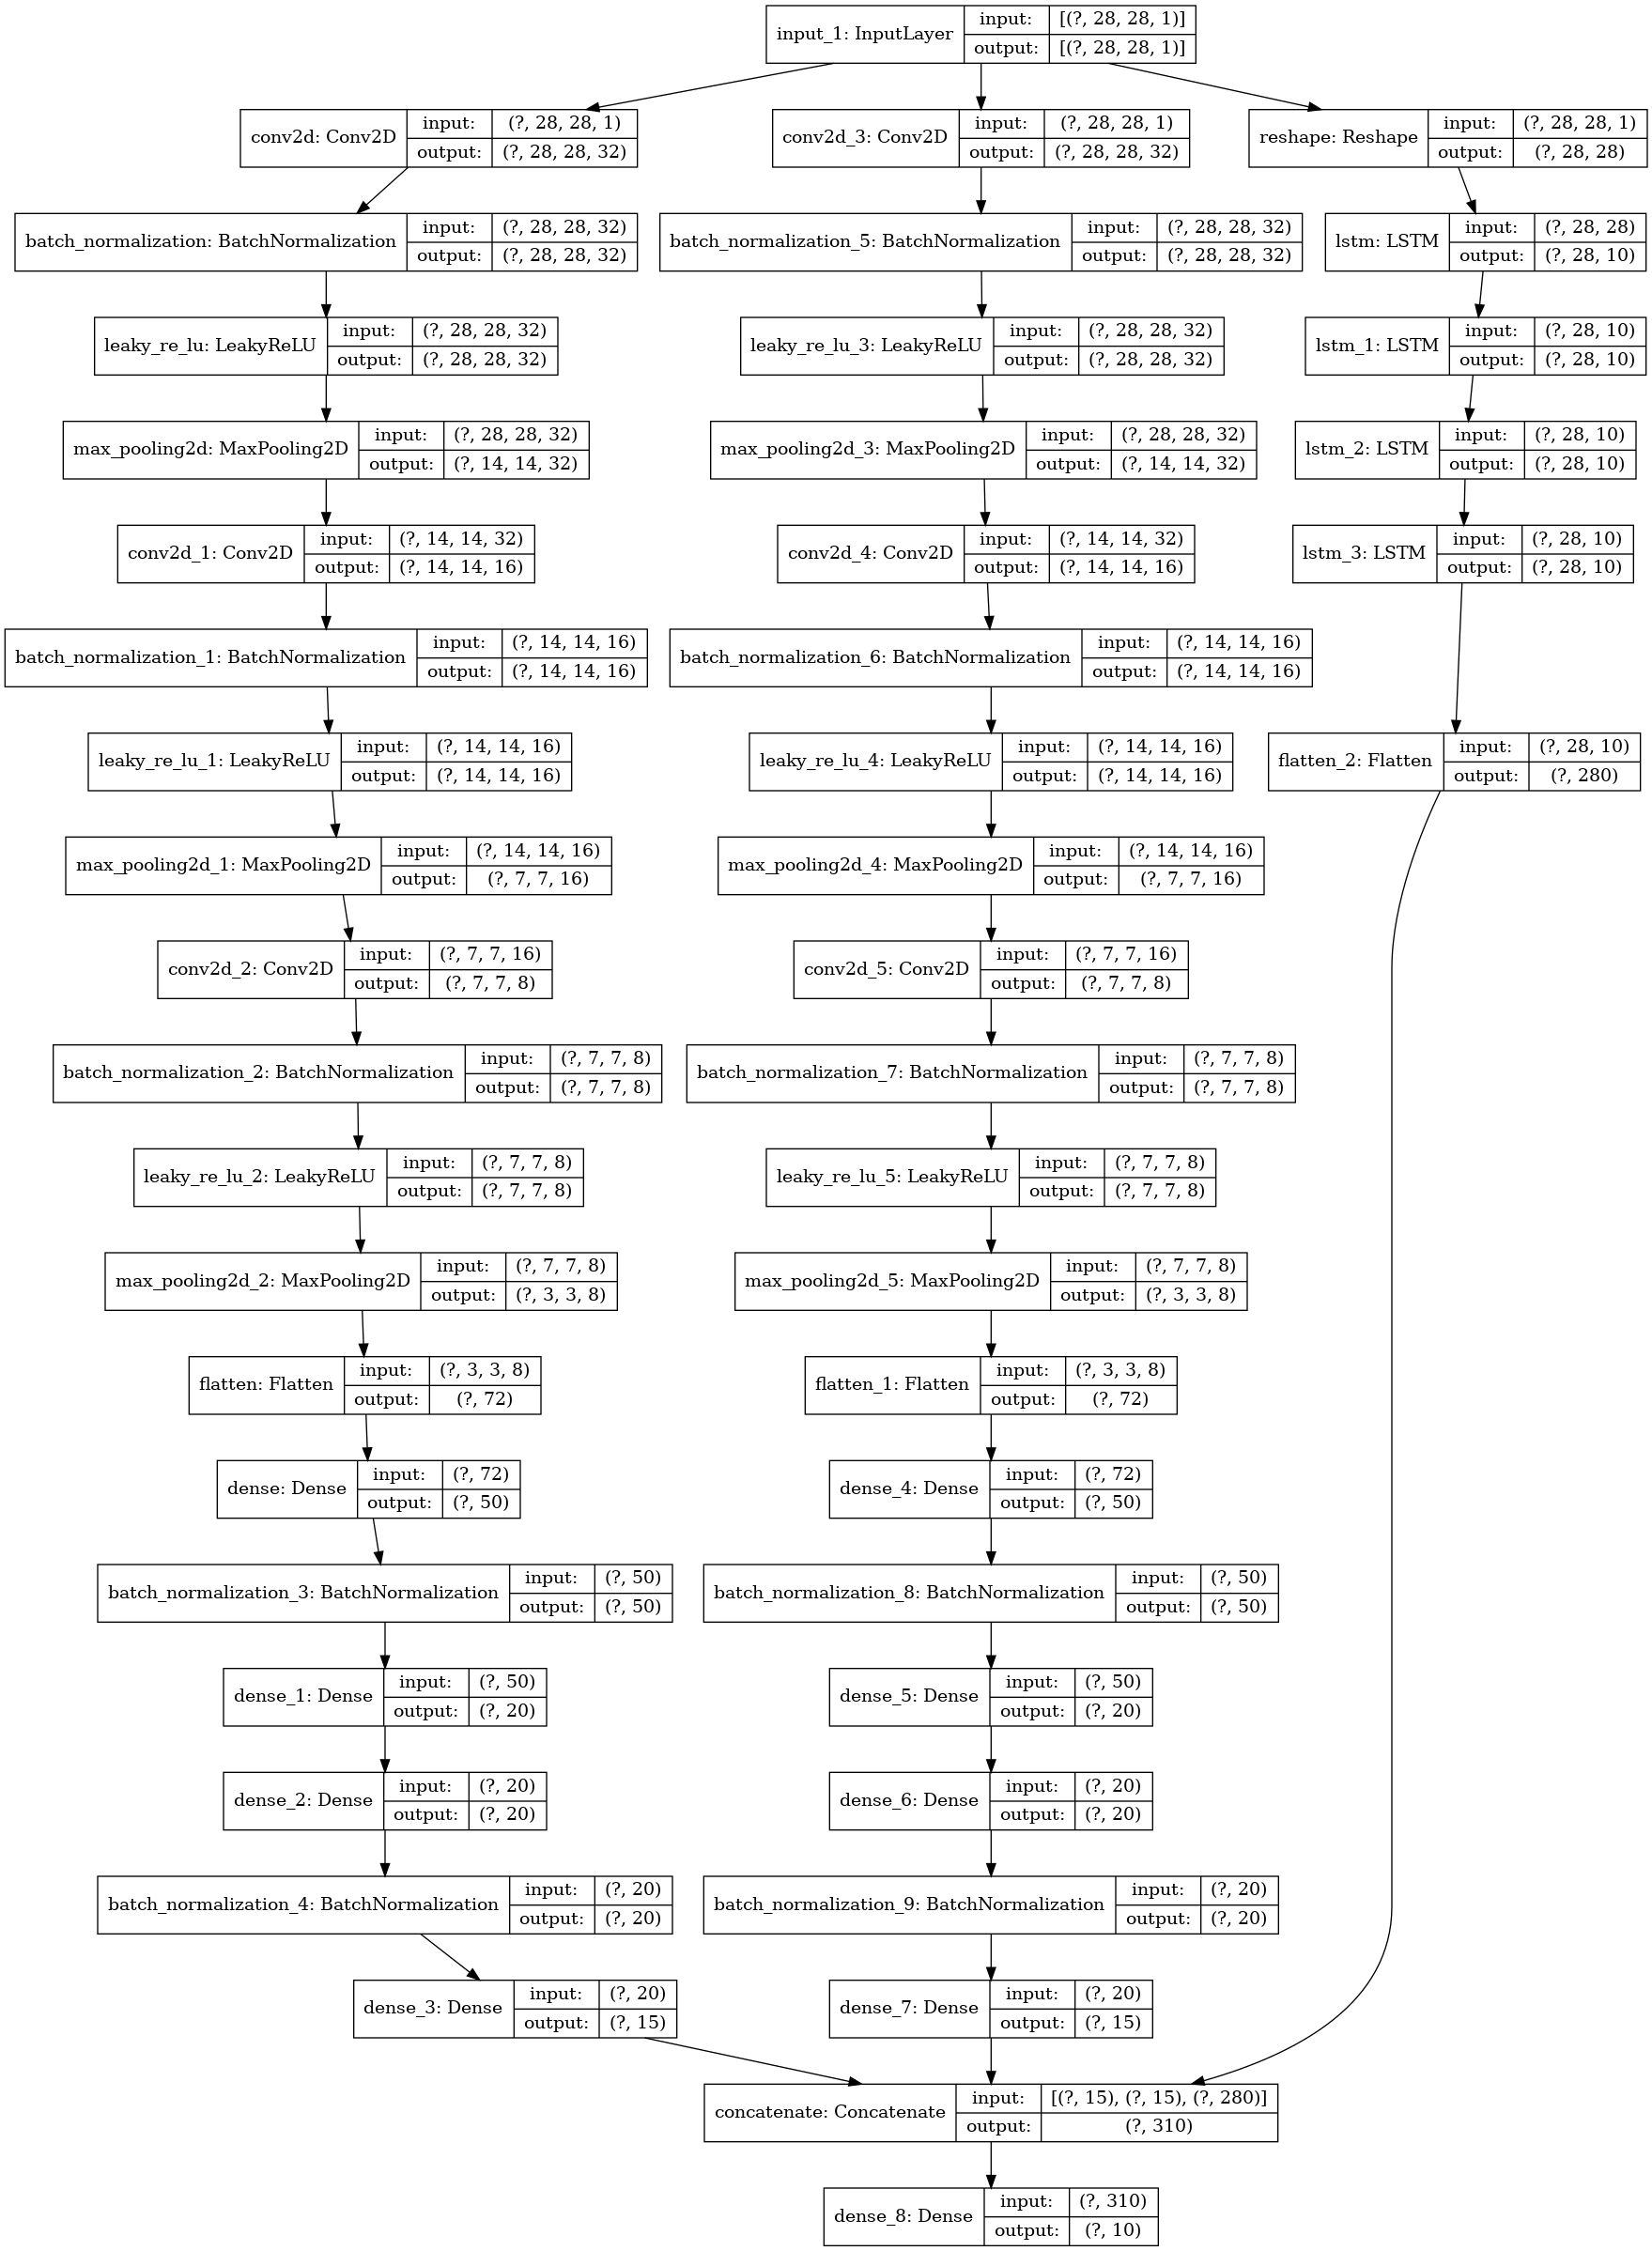 input_1: InputLayer
input: [(?, 28, 28, 1)]
output: [(?, 28, 28, 1)]
conv2d: Conv2D
input: (?, 28, 28, 1)
output: (?, 28, 28, 32)
conv2d_3: Conv2D
input: (?, 28, 28, 1)
output: (?, 28, 28, 32)
reshape: Reshape
input: (?, 28, 28, 1)
output: (?, 28, 28)
batch_normalization: BatchNormalization
input: (?, 28, 28, 32)
output: (?, 28, 28, 32)
batch_normalization_5: BatchNormalization
input: (?, 28, 28, 32)
output: (?, 28, 28, 32)
lstm: LSTM
input: (?, 28, 28)
output: (?, 28, 10)
leaky_re_lu: LeakyReLU
input: (?, 28, 28, 32)
output: (?, 28, 28, 32)
leaky_re_lu_3: LeakyReLU
input: (?, 28, 28, 32)
output: (?, 28, 28, 32)
lstm_1: LSTM
input: (?, 28, 10)
output: (?, 28, 10)
max_pooling2d: MaxPooling2D
input: (?, 28, 28, 32)
output: (?, 14, 14, 32)
max_pooling2d_3: MaxPooling2D
input: (?, 28, 28, 32)
output: (?, 14, 14, 32)
lstm_2: LSTM
input: (?, 28, 10)
output: (?, 28, 10)
conv2d_1: Conv2D
input: (?, 14, 14, 32)
output: (?, 14, 14, 16)
conv2d_4: Conv2D
input: (?, 14, 14, 32)
output: (?, 14, 14, 16)
lstm_3: LSTM
input: (?, 28, 10)
output: (?, 28, 10)
batch_normalization_1: BatchNormalization
input: (?, 14, 14, 16)
output: (?, 14, 14, 16)
batch_normalization_6: BatchNormalization
input: (?, 14, 14, 16)
output: (?, 14, 14, 16)
leaky_re_lu_1: LeakyReLU
input: (?, 14, 14, 16)
output: (?, 14, 14, 16)
leaky_re_lu_4: LeakyReLU
input: (?, 14, 14, 16)
output: (?, 14, 14, 16)
flatten_2: Flatten
input: (?, 28, 10)
output: (?, 280)
max_pooling2d_1: MaxPooling2D
input: (?, 14, 14, 16)
output: (?, 7, 7, 16)
max_pooling2d_4: MaxPooling2D
input: (?, 14, 14, 16)
output: (?, 7, 7, 16)
conv2d_2: Conv2D
input: (?, 7, 7, 16)
output: (?, 7, 7, 8)
conv2d_5: Conv2D
input: (?, 7, 7, 16)
output: (?, 7, 7, 8)
batch_normalization_2: BatchNormalization
input: (?, 7, 7, 8)
output: (?, 7, 7, 8)
batch_normalization_7: BatchNormalization
input: (?, 7, 7, 8)
output: (?, 7, 7, 8)
leaky_re_lu_2: LeakyReLU
input: (?, 7, 7, 8)
output: (?, 7, 7, 8)
leaky_re_lu_5: LeakyReLU
input: (?, 7, 7, 8)
output: (?, 7, 7, 8)
max_pooling2d_2: MaxPooling2D
input: (?, 7, 7, 8)
output: (?, 3, 3, 8)
max_pooling2d_5: MaxPooling2D
input: (?, 7, 7, 8)
output: (?, 3, 3, 8)
flatten: Flatten
input: (?, 3, 3, 8)
output: (?, 72)
flatten_1: Flatten
input: (?, 3, 3, 8)
output: (?, 72)
dense: Dense
input: (?, 72)
output: (?, 50)
dense_4: Dense
input: (?, 72)
output: (?, 50)
batch_normalization_3: BatchNormalization
input: (?, 50)
output: (?, 50)
batch_normalization_8: BatchNormalization
input: (?, 50)
output: (?, 50)
dense_1: Dense
input: (?, 50)
output: (?, 20)
dense_5: Dense
input: (?, 50)
output: (?, 20)
dense_2: Dense
input: (?, 20)
output: (?, 20)
dense_6: Dense
input: (?, 20)
output: (?, 20)
batch_normalization_4: BatchNormalization
input: (?, 20)
output: (?, 20)
batch_normalization_9: BatchNormalization
input: (?, 20)
output: (?, 20)
dense_3: Dense
input: (?, 20)
output: (?, 15)
dense_7: Dense
input: (?, 20)
output: (?, 15)
concatenate: Concatenate
input: [(?, 15), (?, 15), (?, 280)]
output: (?, 310)
dense_8: Dense
input: (?, 310)
output: (?, 10)